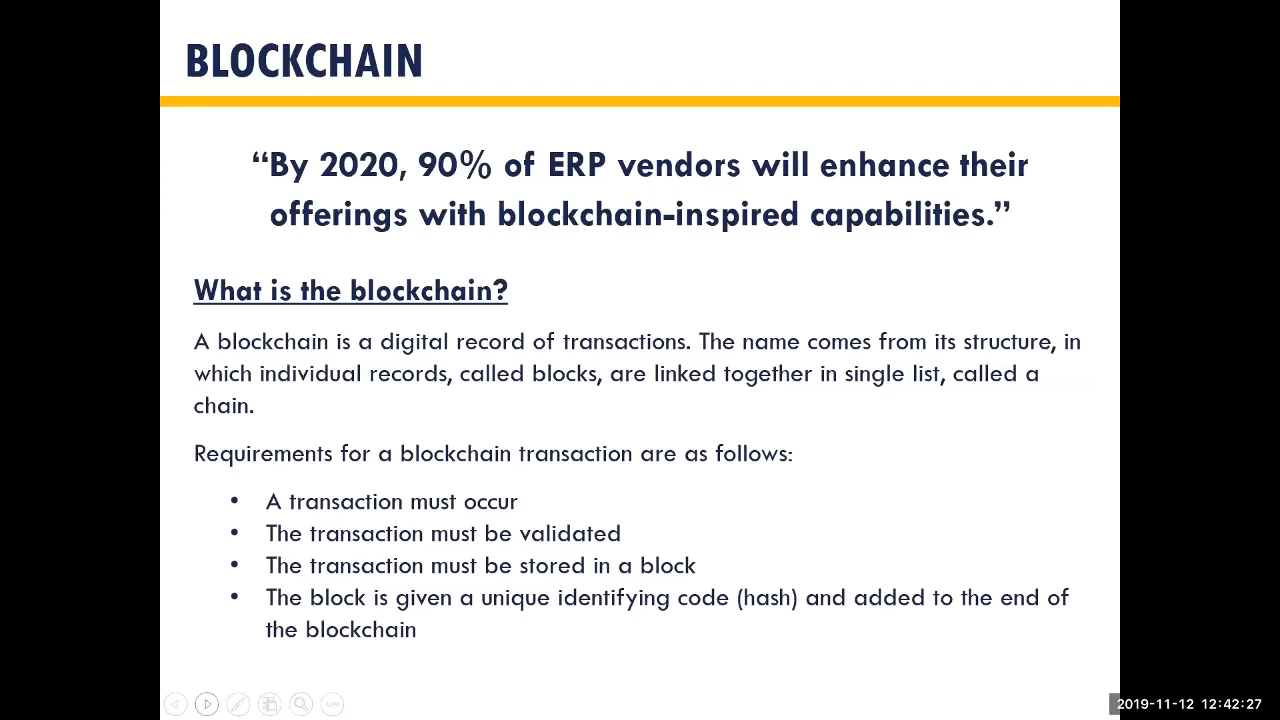 BLOCKCHAIN
“By 2020, 90% of ERP vendors will enhance their
offerings with blockchain-inspired capabilities.”
What is the blockchain?
A blockchain is a digital record of transactions. The name comes from its structure, in
which individual records, called blocks, are linked together in single list, called a
chain.
Requirements for a blockchain transaction are as follows:
• A transaction must occur
• The transaction must be validated
• The transaction must be stored in a block
• The block is given a unique identifying code (hash) and added to the end of
the blockchain
2019-11-12 12:42:27